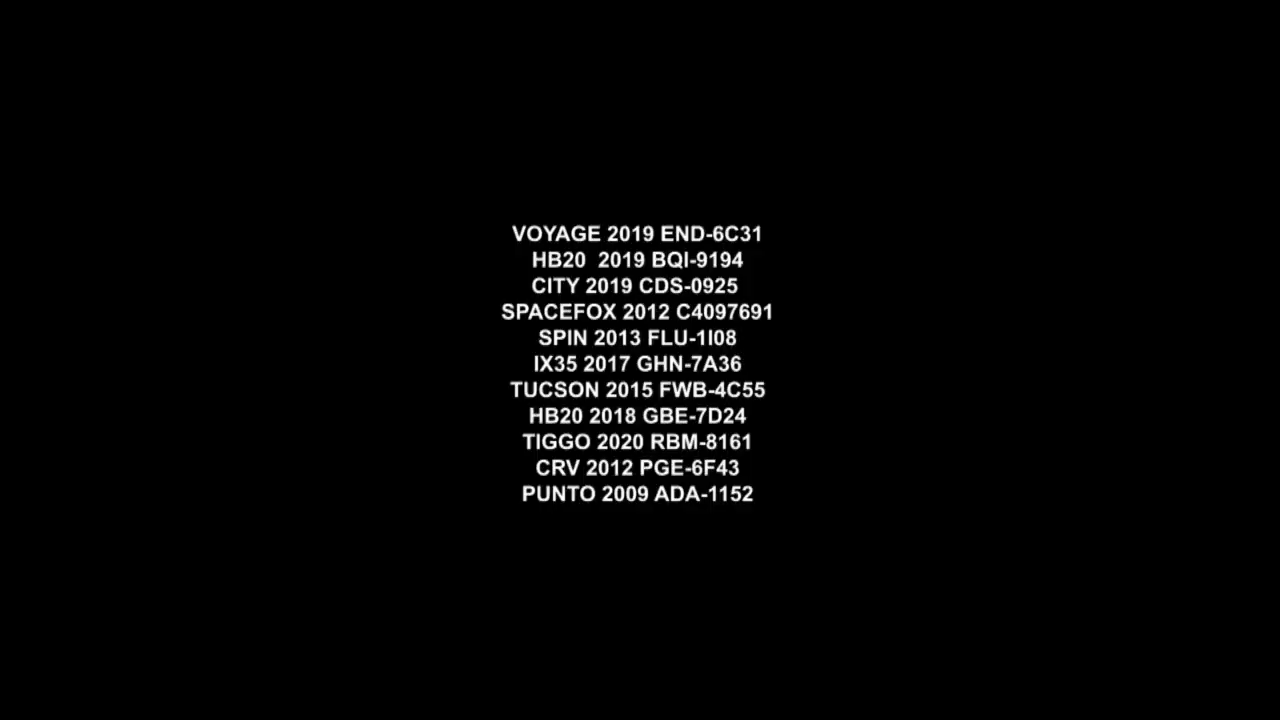 VOYAGE 2019 END-6C31
HB20  2019 BQI-9194
CITY 2019 CDS-0925
SPACEFOX 2012 C4097691
SPIN 2013 FLU-1I08
IX35 2017 GHN-7A36
TUCSON 2015 FWB-4C55
HB20 2018 GBE-7D24
TIGGO 2020 RBM-8161
CRV 2012 PGE-6F43
PUNTO 2009 ADA-1152